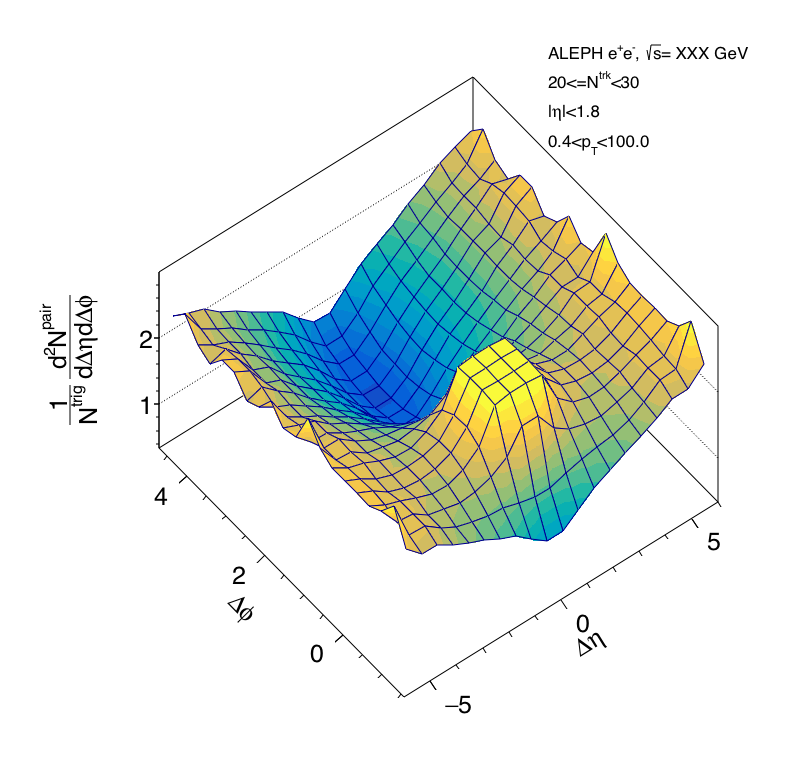 ALEPH e⁺e⁻, √s= XXX GeV
20<=Nᵗʳᵏ<30
|η|<1.8
0.4<p_T<100.0
1/N^trig d²N^pair/dΔηdΔϕ
2
1
4
2
0
Δϕ
−5
0
5
Δη